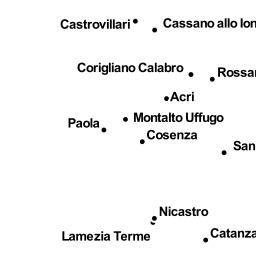 Castrovillari
Cassano allo Ion
Corigliano Calabro
Rossan
Acri
Montalto Uffugo
Paola
Cosenza
San
Nicastro
Catanza
Lamezia Terme